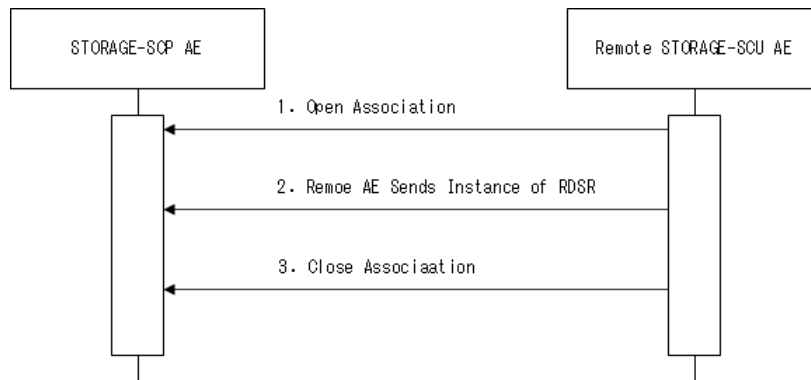 STORAGE-SCP AE
Remote STORAGE-SCU AE
1. Open Association
2. Remoe AE Sends Instance of RDSR
3. Close Associaation